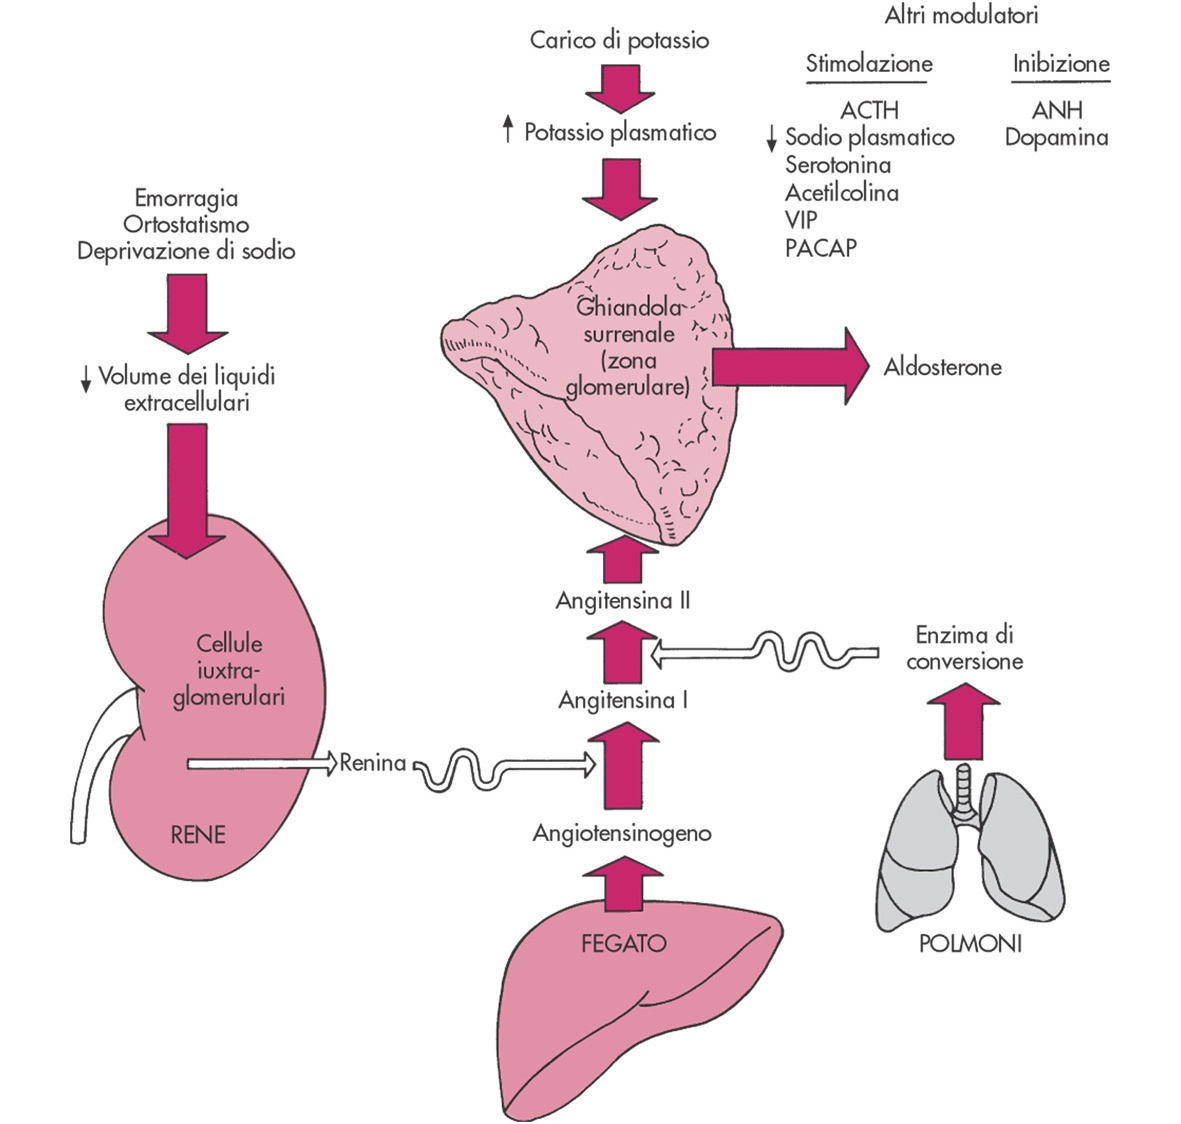 Altri modulatori
Stimolazione
ACTH
↓ Sodio plasmatico
Serotonina
Acetilcolina
VIP
PACAP
Inibizione
ANH
Dopamina
Carico di potassio
↑ Potassio plasmatico
Emorragia
Ortostatismo
Deprivazione di sodio
↓ Volume dei liquidi
extracellulari
Ghiandola
surrenale
(zona
glomerulare)
Aldosterone
Angitensina II
Enzima di
conversione
Angitensina I
Cellule
iuxtra-
glomerulari
Renina
RENE
Angiotensinogeno
FEGATO
POLMONI